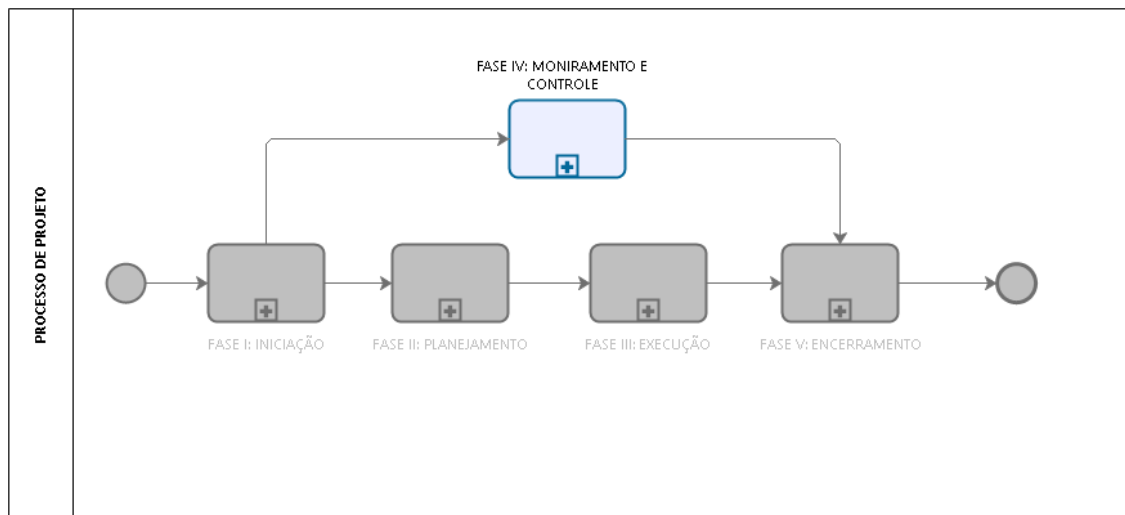 PROCESSO DE PROJETO
FASE IV: MONIRAMENTO E
CONTROLE
FASE I: INICIAÇÃO
FASE II: PLANEJAMENTO
FASE III: EXECUÇÃO
FASE V: ENCERRAMENTO